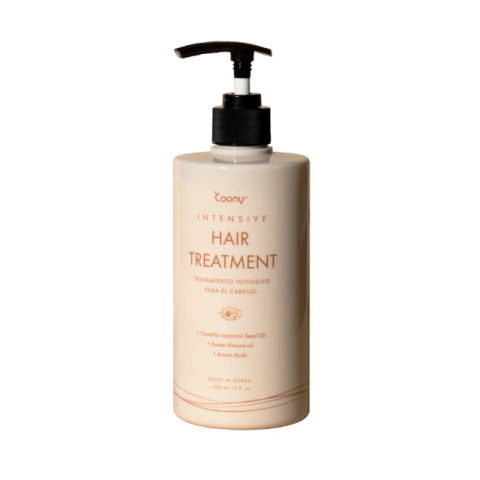 Coony
INTENSIVE
HAIR
TREATMENT
TRATAMIENTO INTENSIVO
PARA EL CABELLO
• Camellia Japonica Seed Oil
• Sweet Almond oil
• Amino Acids
MADE IN KOREA